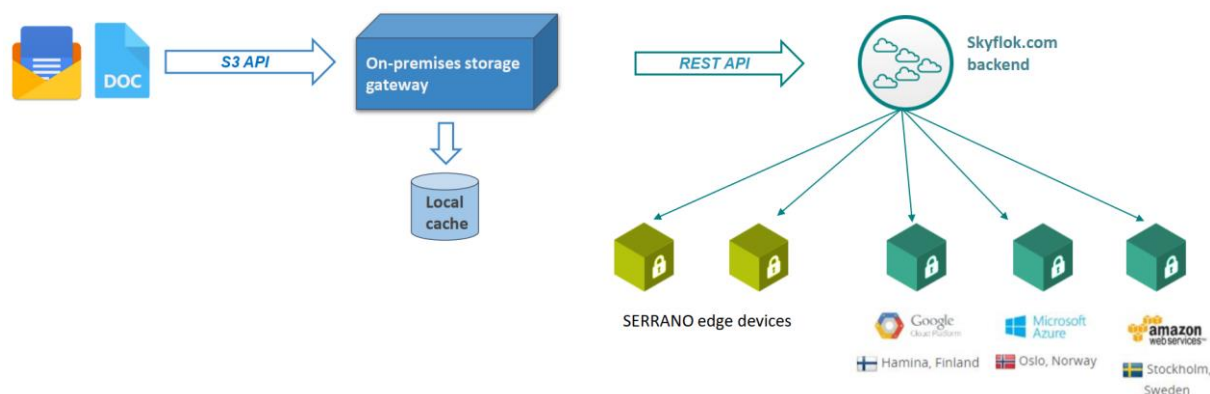 DOC
S3 API
On-premises storage
gateway
REST API
Skyflok.com
backend
Local
cache
SERRANO edge devices
Google
Cloud Platform
Microsoft
Azure
amazon
web services™
Hamina, Finland
Oslo, Norway
Stockholm,
Sweden